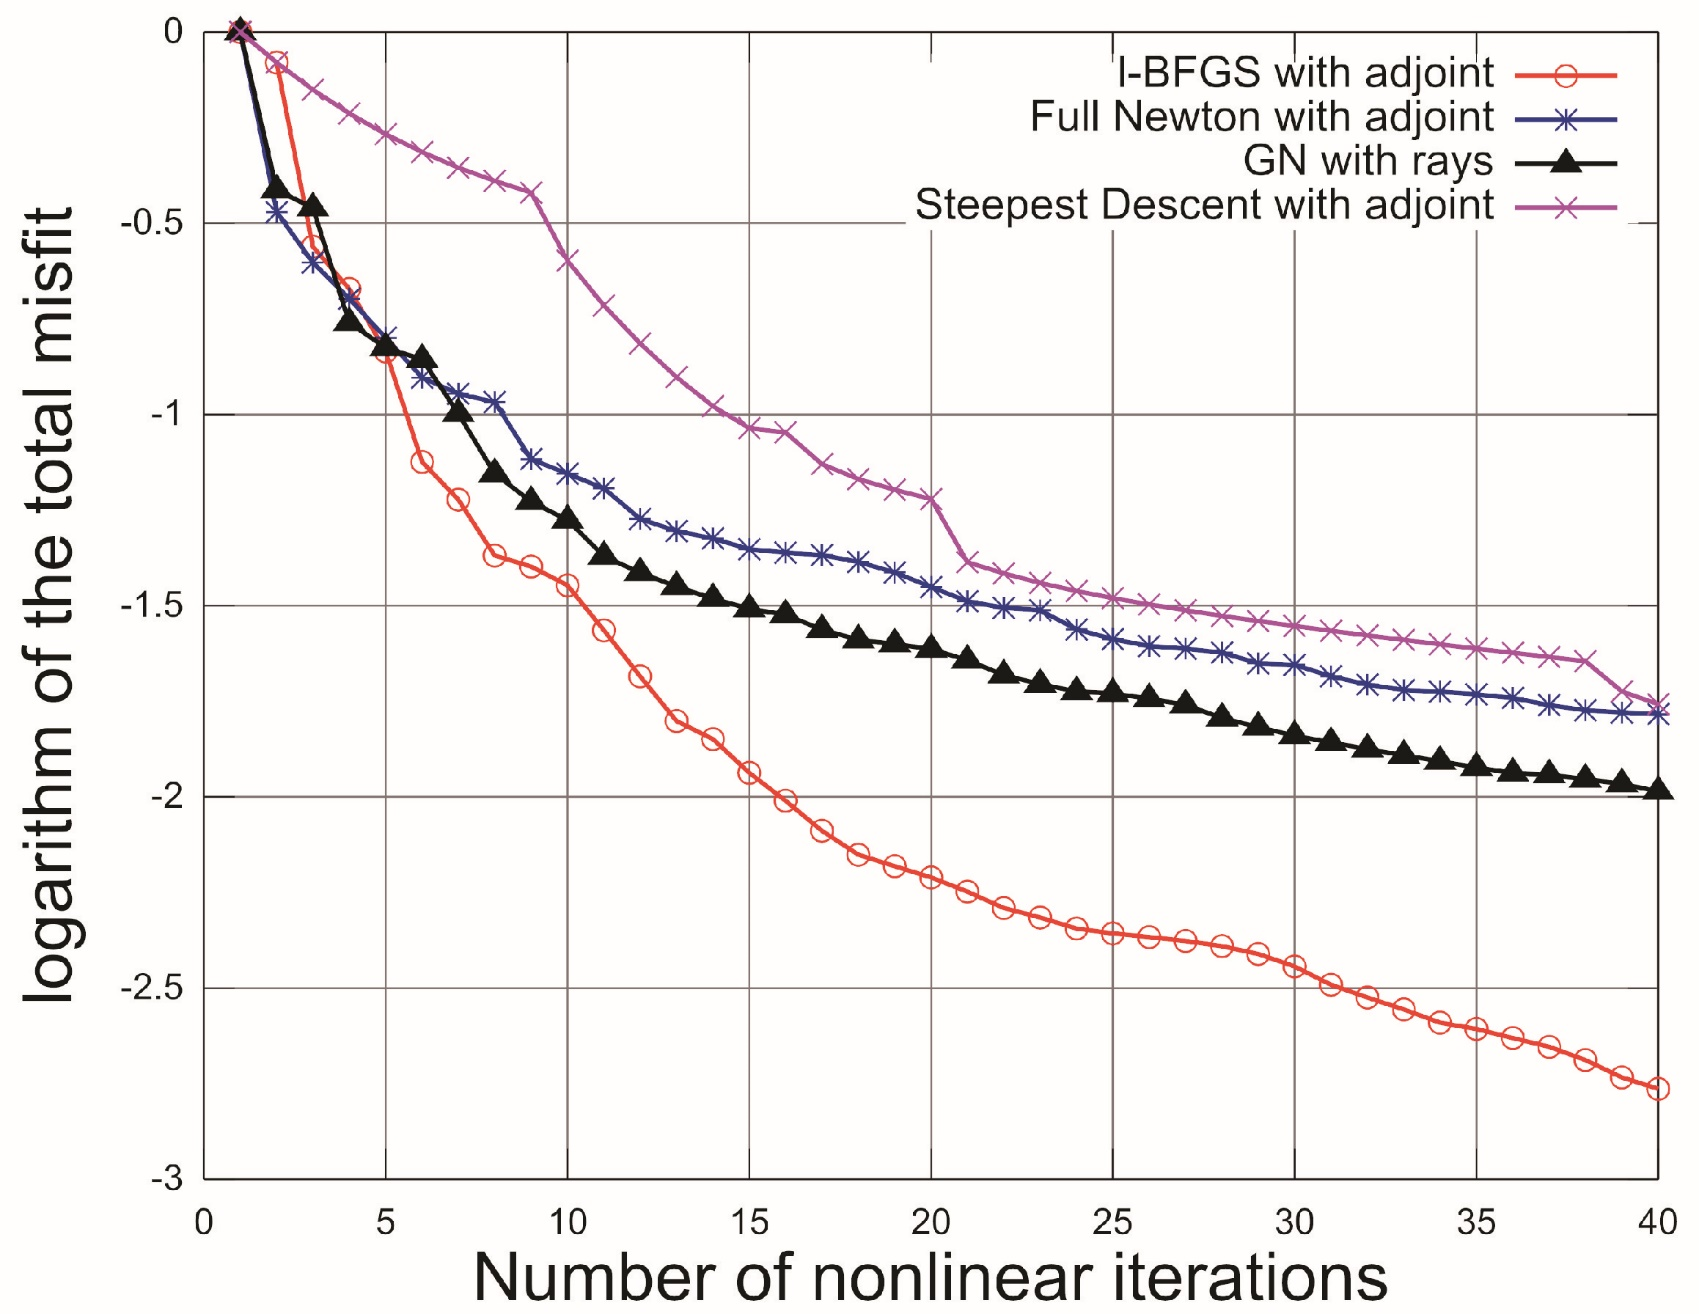 0
-0.5
-1
-1.5
-2
-2.5
-3
logarithm of the total misfit
l-BFGS with adjoint
Full Newton with adjoint
GN with rays
Steepest Descent with adjoint
0 5 10 15 20 25 30 35 40
Number of nonlinear iterations